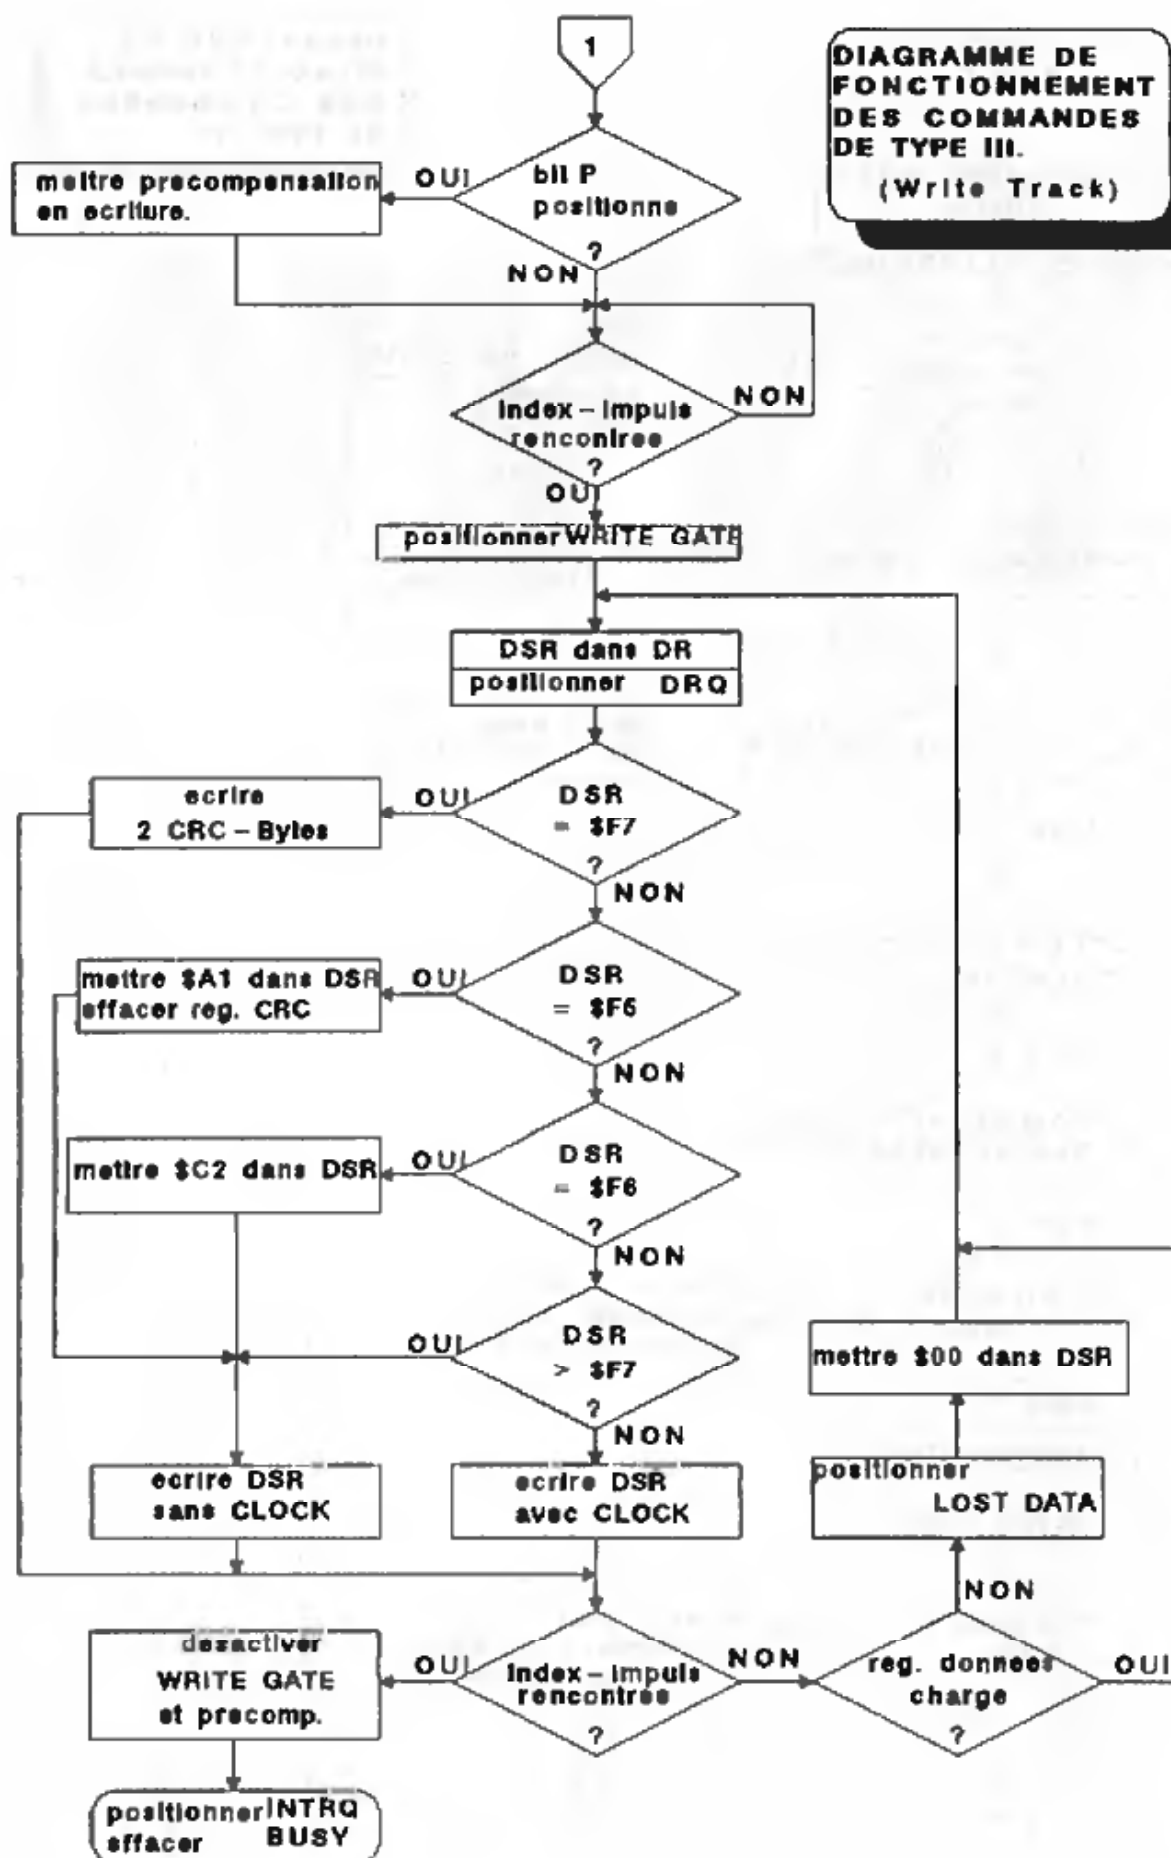 1
DIAGRAMME DE
FONCTIONNEMENT
DES COMMANDES
DE TYPE III.
(Write Track)
bit P
positionne
?
OUI
mettre precompensation
en ecriture.
NON
index-impuls
rencontree
?
NON
OUI
positionner WRITE GATE
DSR dans DR
positionner DRQ
DSR
= $F7
?
OUI
ecrire
2 CRC-Bytes
NON
DSR
= $F5
?
OUI
mettre $A1 dans DSR
effacer reg. CRC
NON
DSR
= $F6
?
OUI
mettre $C2 dans DSR
NON
DSR
> $F7
?
OUI
NON
mettre $00 dans DSR
ecrire DSR
sans CLOCK
ecrire DSR
avec CLOCK
positionner
LOST DATA
NON
desactiver
WRITE GATE
et precomp.
OUI
index-impuls
rencontree
?
NON
reg. donnees
charge
?
OUI
positionner INTRQ
effacer BUSY